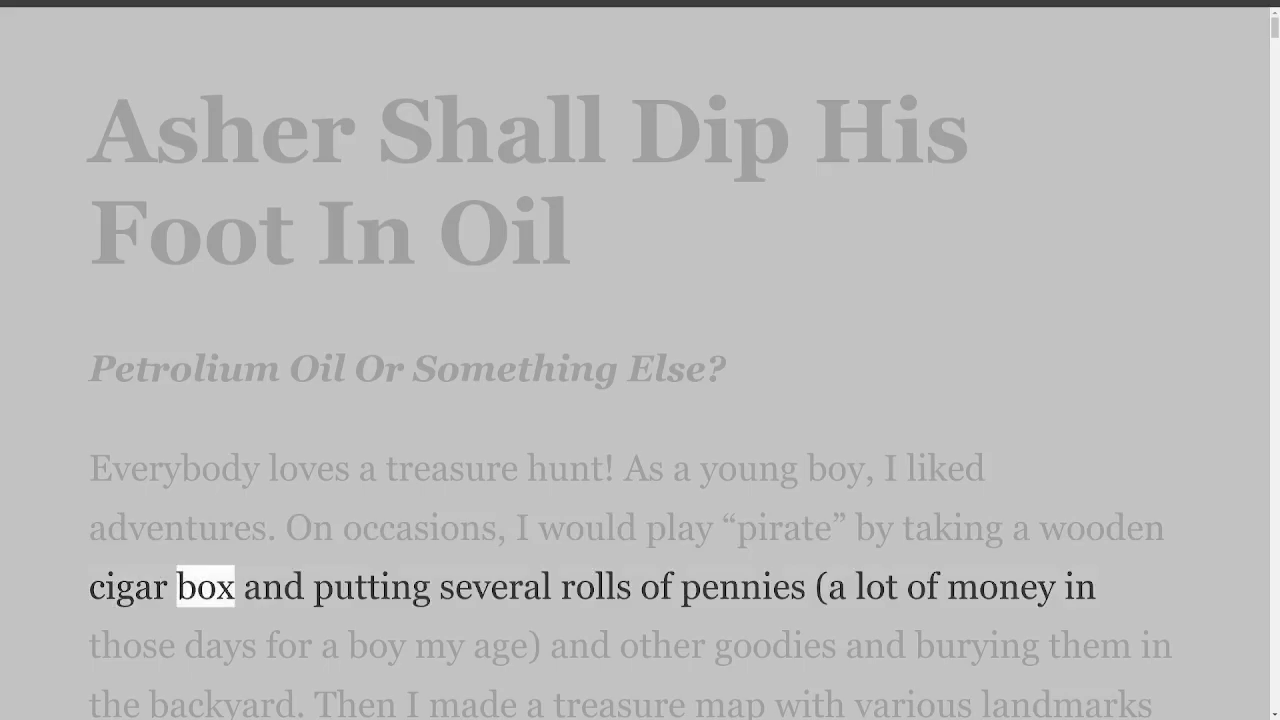 Asher Shall Dip His
Foot In Oil
Petrolium Oil Or Something Else?
Everybody loves a treasure hunt! As a young boy, I liked
adventures. On occasions, I would play “pirate” by taking a wooden
cigar box and putting several rolls of pennies (a lot of money in
those days for a boy my age) and other goodies and burying them in
the backyard. Then I made a treasure map with various landmarks